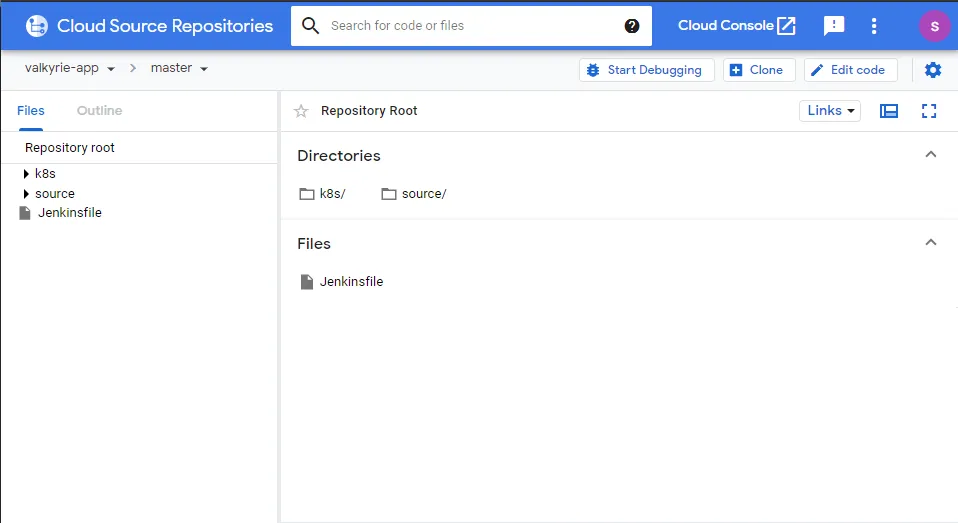 Cloud Source Repositories
Search for code or files
Cloud Console
S
valkyrie-app
master
Start Debugging
Clone
Edit code
Files
Outline
Repository Root
Links
Repository root
k8s
source
Jenkinsfile
Directories
k8s/
source/
Files
Jenkinsfile